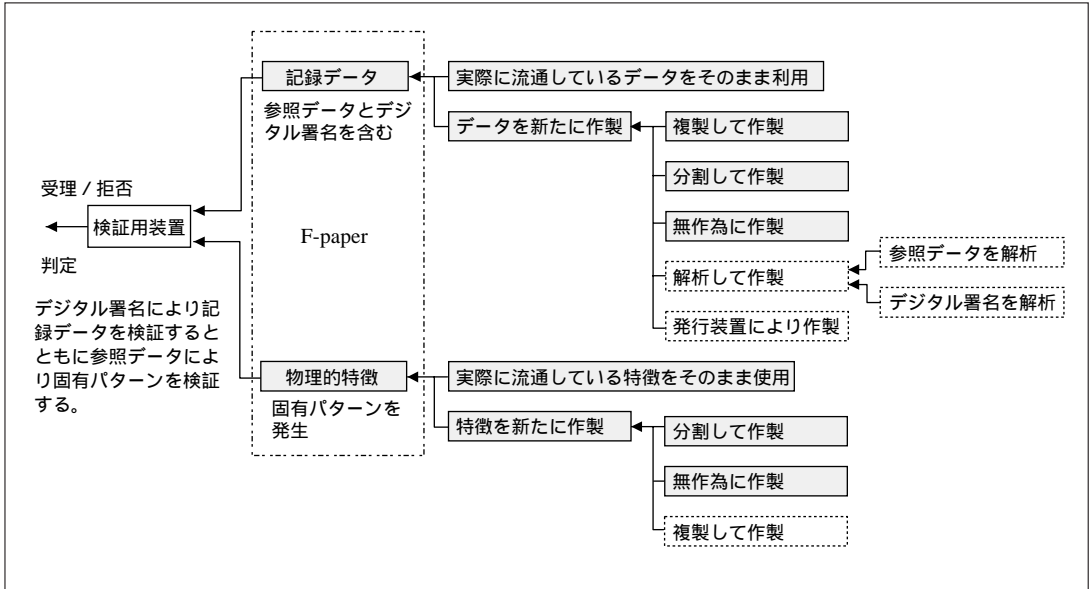 記録データ
実際に流通しているデータをそのまま利用
参照データとデジ
タル署名を含む
データを新たに作製
複製して作製
分割して作製
無作為に作製
解析して作製
参照データを解析
デジタル署名を解析
発行装置により作製
受理 / 拒否
検証用装置
判定
F-paper
デジタル署名により記
録データを検証すると
ともに参照データによ
り固有パターンを検証
する。
物理的特徴
実際に流通している特徴をそのまま使用
固有パターンを
発生
特徴を新たに作製
分割して作製
無作為に作製
複製して作製